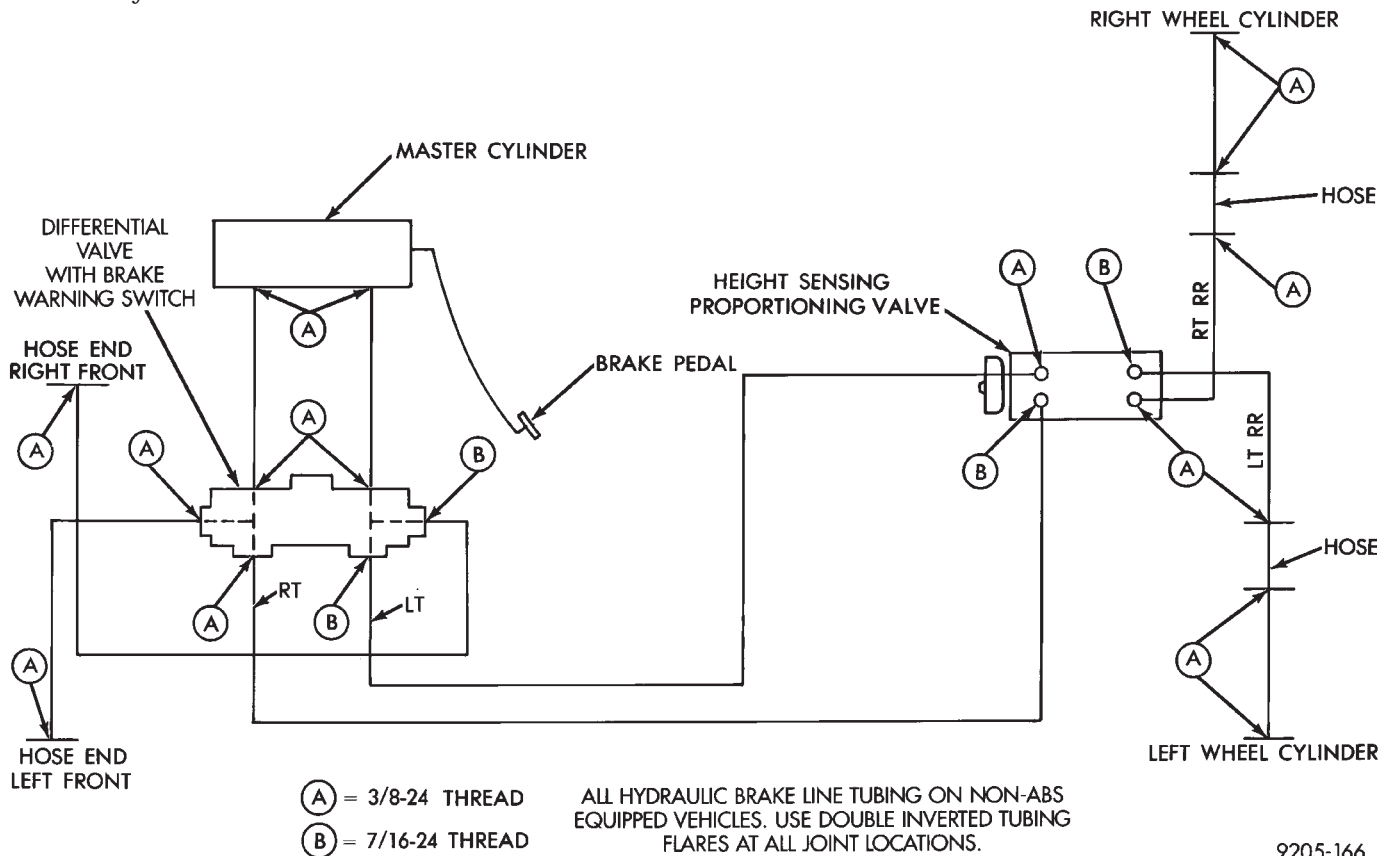 RIGHT WHEEL CYLINDER
A
MASTER CYLINDER
HOSE
DIFFERENTIAL
VALVE
WITH BRAKE
WARNING SWITCH
A
B
HEIGHT SENSING
PROPORTIONING VALVE
A
A
RT RR
HOSE END
RIGHT FRONT
BRAKE PEDAL
A
A
A
B
B
LT RR
A
HOSE
RT
LT
A
B
A
A
HOSE END
LEFT FRONT
LEFT WHEEL CYLINDER
A = 3/8-24 THREAD
B = 7/16-24 THREAD
ALL HYDRAULIC BRAKE LINE TUBING ON NON-ABS
EQUIPPED VEHICLES. USE DOUBLE INVERTED TUBING
FLARES AT ALL JOINT LOCATIONS.
9205-166